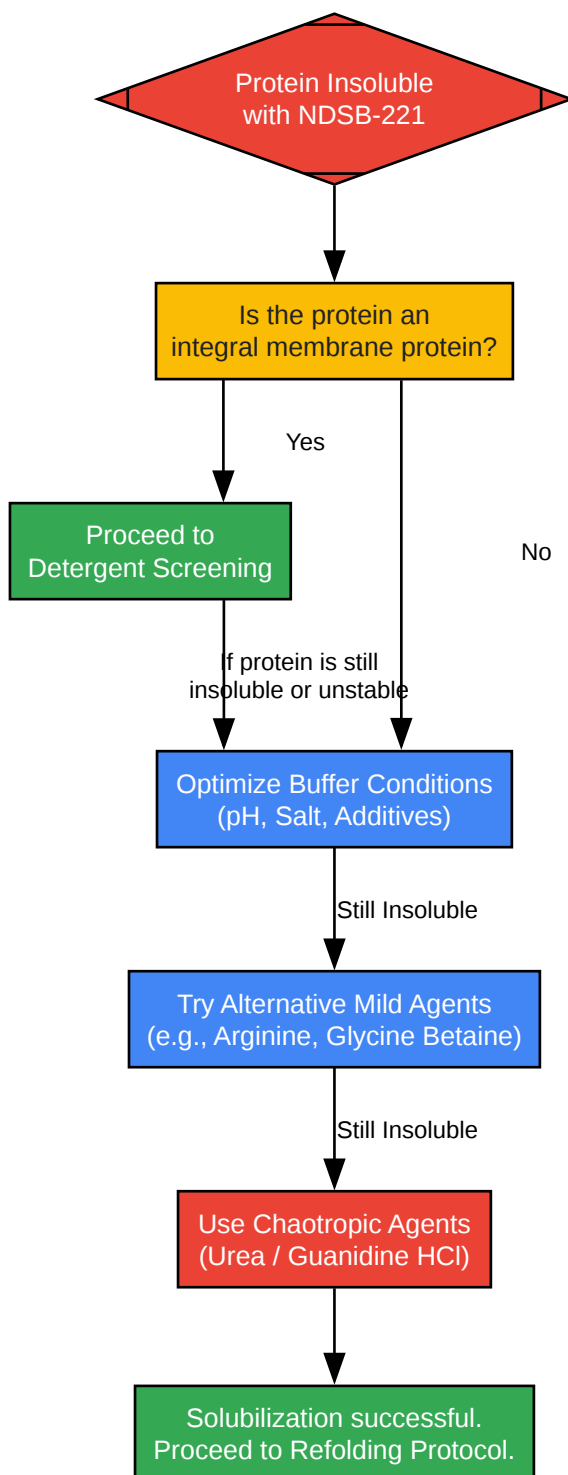 Protein Insoluble
with NDSB-221
Is the protein an
integral membrane protein?
Yes
Proceed to
Detergent Screening
No
If protein is still
insoluble or unstable
Optimize Buffer Conditions
(pH, Salt, Additives)
Still Insoluble
Try Alternative Mild Agents
(e.g., Arginine, Glycine Betaine)
Still Insoluble
Use Chaotropic Agents
(Urea / Guanidine HCl)
Solubilization successful.
Proceed to Refolding Protocol.